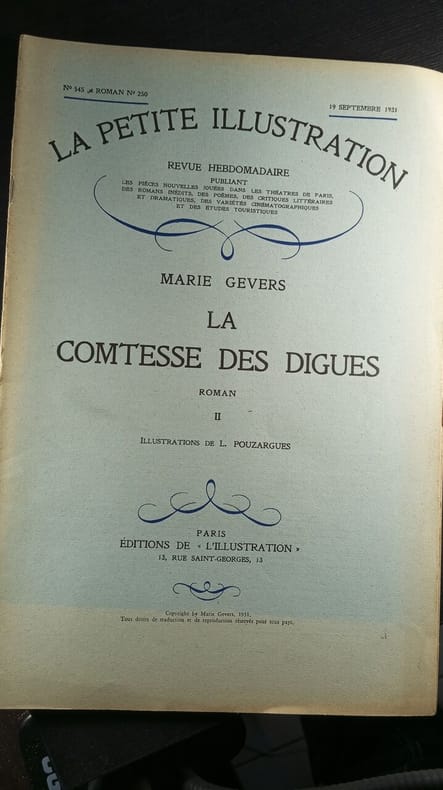 Nº 545 ROMAN Nº 250
19 SEPTEMBRE 1931
LA PETITE ILLUSTRATION
REVUE HEBDOMADAIRE
PUBLIANT
LES PIÈCES NOUVELLES JOUÉES DANS LES THÉATRES DE PARIS,
DES ROMANS INÉDITS, DES POÈMES, DES CRITIQUES LITTÉRAIRES
ET DRAMATIQUES, DES VARIÉTÉS CINÉMATOGRAPHIQUES
ET DES ÉTUDES TOURISTIQUES
MARIE GEVERS
LA
COMTESSE DES DIGUES
ROMAN
II
ILLUSTRATIONS DE L. POUZARGUES
PARIS
ÉDITIONS DE « L'ILLUSTRATION »
13, RUE SAINT-GEORGES, 13
Copyright by Marie Gevers, 1931.
Tous droits de traduction et de reproduction réservés pour tous pays.